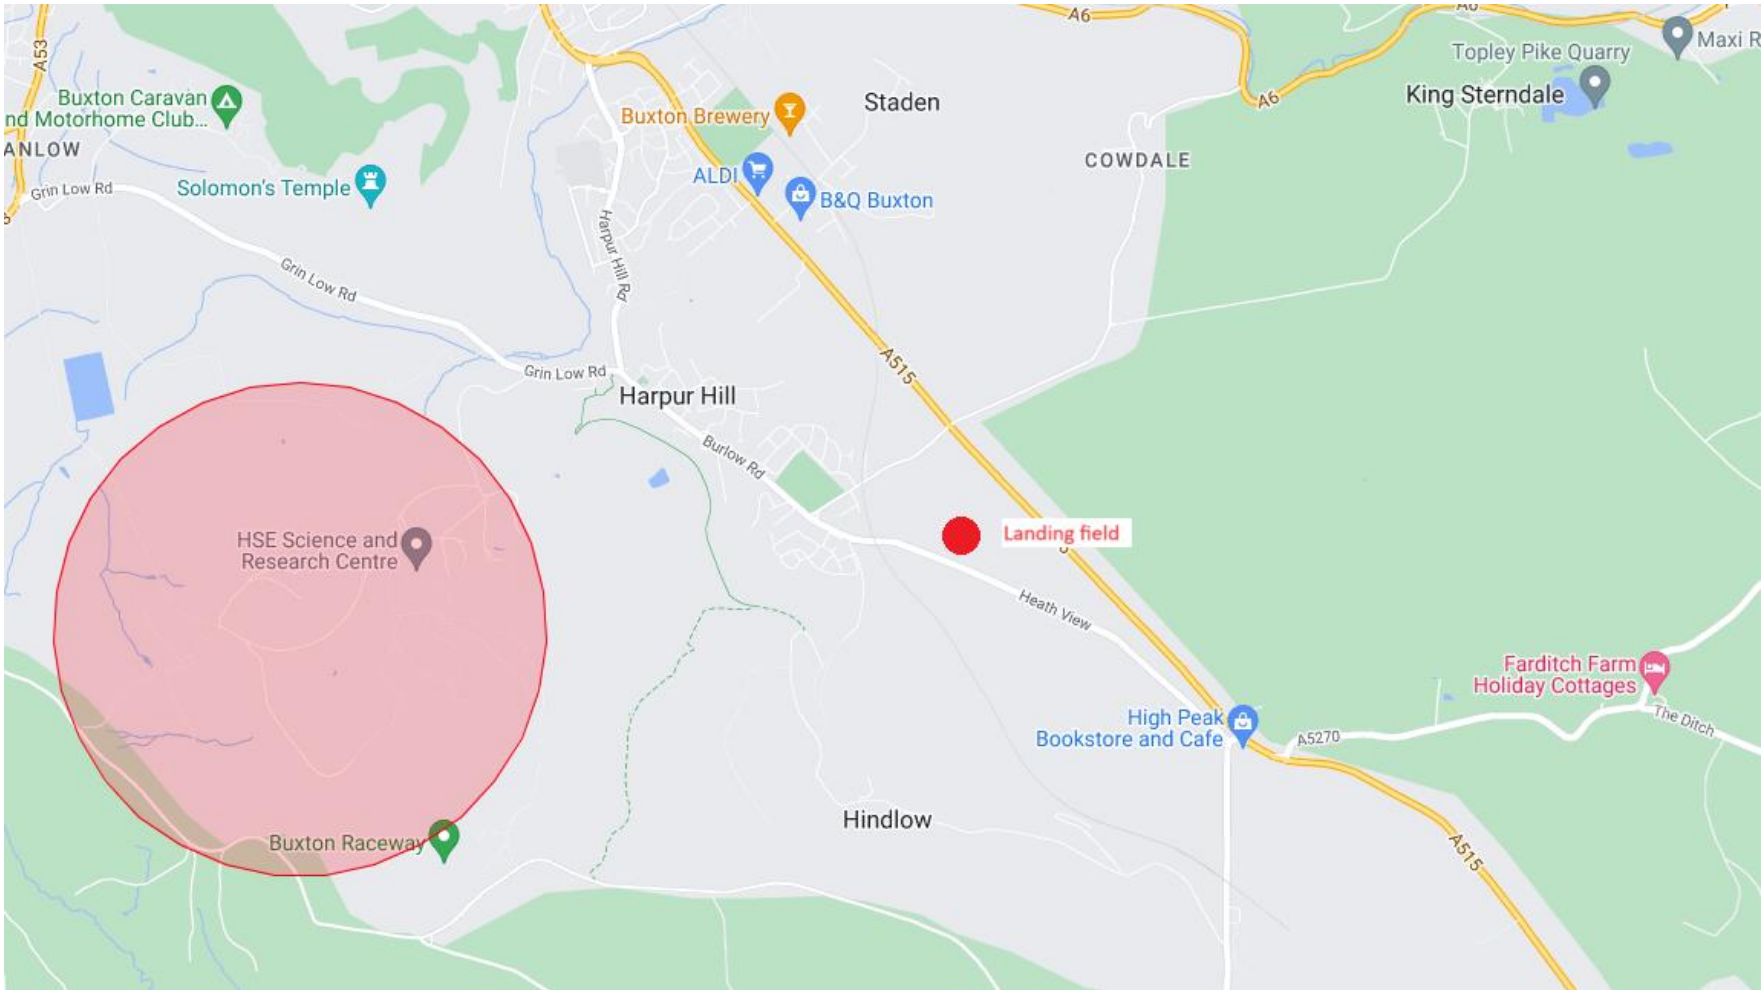 A6
A6
A53
Topley Pike Quarry
Maxi R
King Sterndale
Buxton Caravan
nd Motorhome Club...
Buxton Brewery
Staden
A6
ANLOW
COWDALE
Grin Low Rd
Solomon's Temple
ALDI
B&Q Buxton
Harpur Hill Rd
Grin Low Rd
A515
Grin Low Rd
Harpur Hill
Burlow Rd
HSE Science and
Research Centre
Landing field
Heath View
Farditch Farm
Holiday Cottages
High Peak
Bookstore and Cafe
The Ditch
A5270
Hindlow
Buxton Raceway
A515